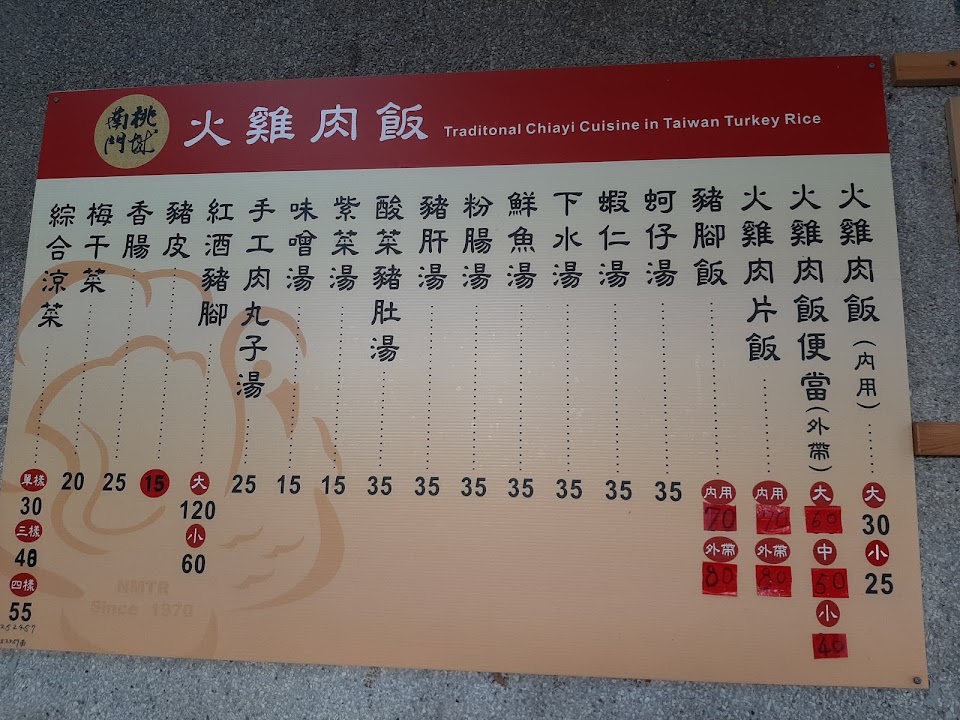 桃城
南門
火雞肉飯
Traditonal Chiayi Cuisine in Taiwan Turkey Rice
火雞肉飯(內用) 大 30 小 25
火雞肉飯便當(外帶) 大 60 中 50 小 40
火雞肉片飯 內用 70 外帶 80
豬腳飯 內用 70 外帶 80
蚵仔湯 35
蝦仁湯 35
下水湯 35
鮮魚湯 35
粉腸湯 35
豬肝湯 35
酸菜豬肚湯 35
紫菜湯 15
味噌湯 15
手工肉丸子湯 25
紅酒豬腳 大 120 小 60
豬皮 15
香腸 25
梅干菜 20
綜合涼菜 單樣 30 三樣 40 四樣 55
NMTR
Since 1970